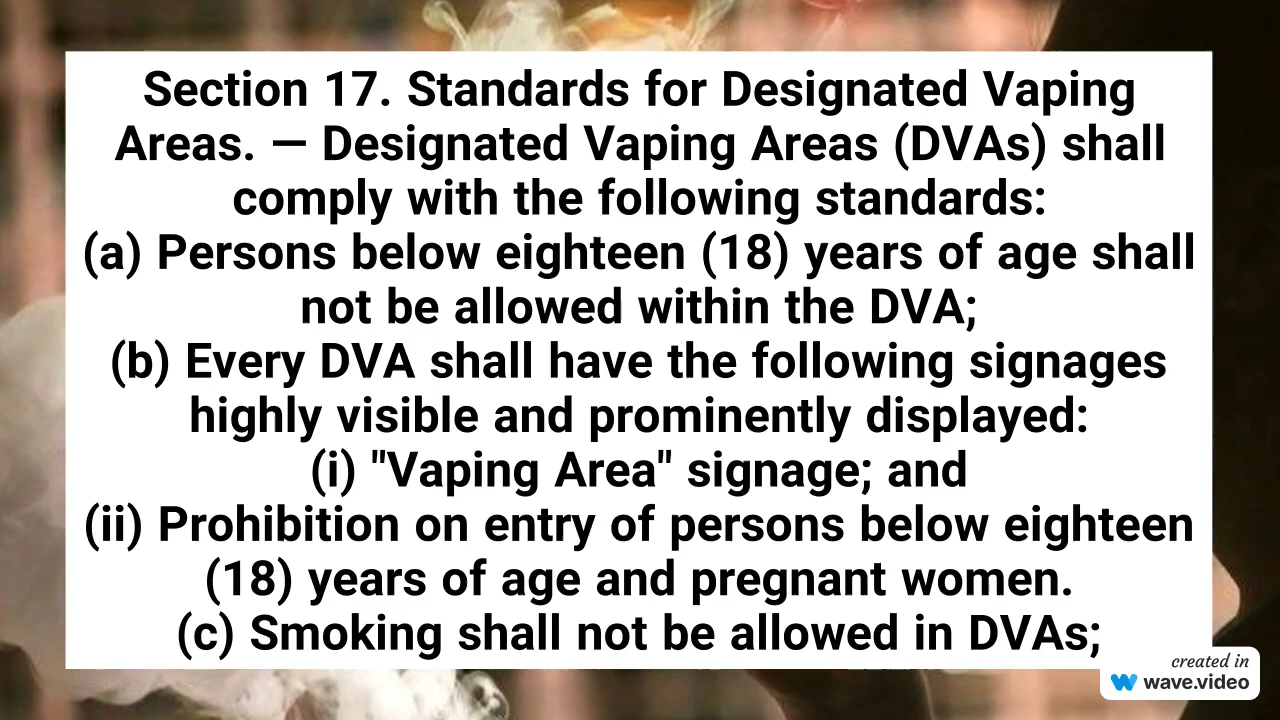 Section 17. Standards for Designated Vaping
Areas. — Designated Vaping Areas (DVAs) shall
comply with the following standards:
(a) Persons below eighteen (18) years of age shall
not be allowed within the DVA;
(b) Every DVA shall have the following signages
highly visible and prominently displayed:
(i) "Vaping Area" signage; and
(ii) Prohibition on entry of persons below eighteen
(18) years of age and pregnant women.
(c) Smoking shall not be allowed in DVAs;
created in
wave.video